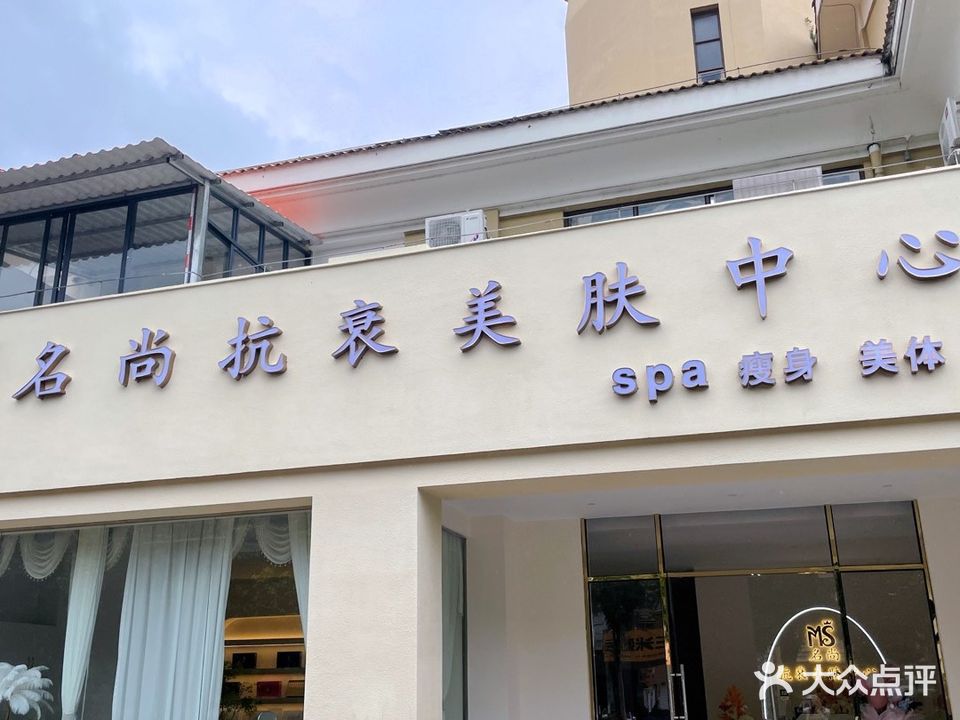 名尚抗衰美肤中心
spa 瘦身 美体
MS
名尚
大众点评